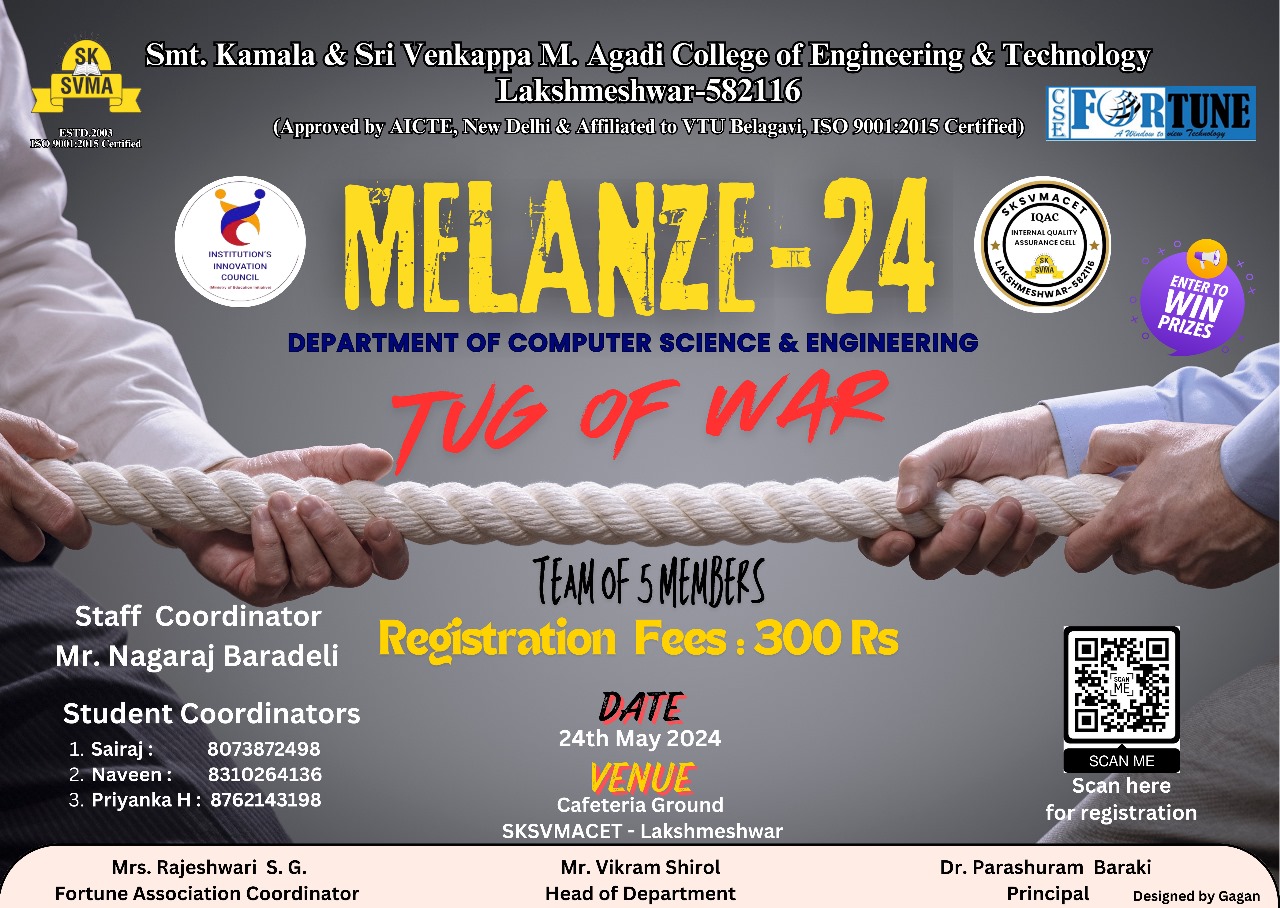 SK
SVMA
ESTD.2003
ISO 9001:2015 Certified
Smt. Kamala & Sri Venkappa M. Agadi College of Engineering & Technology
Lakshmeshwar-582116
(Approved by AICTE, New Delhi & Affiliated to VTU Belagavi, ISO 9001:2015 Certified)
CSE
FORTUNE
A Window to view Technology
INSTITUTION'S
INNOVATION
COUNCIL
(Ministry of Education Initiative)
MELANZE-24
SKSVMACET
IQAC
INTERNAL QUALITY
ASSURANCE CELL
SK
SVMA
LAKSHMESHWAR-582116
ENTER TO
WIN
PRIZES
DEPARTMENT OF COMPUTER SCIENCE & ENGINEERING
TUG OF WAR
TEAM OF 5 MEMBERS
Registration Fees : 300 Rs
Staff Coordinator
Mr. Nagaraj Baradeli
Student Coordinators
1. Sairaj : 8073872498
2. Naveen : 8310264136
3. Priyanka H : 8762143198
DATE
24th May 2024
VENUE
Cafeteria Ground
SKSVMACET - Lakshmeshwar
SCAN
ME
SCAN ME
Scan here
for registration
Mrs. Rajeshwari S. G.
Fortune Association Coordinator
Mr. Vikram Shirol
Head of Department
Dr. Parashuram Baraki
Principal
Designed by Gagan